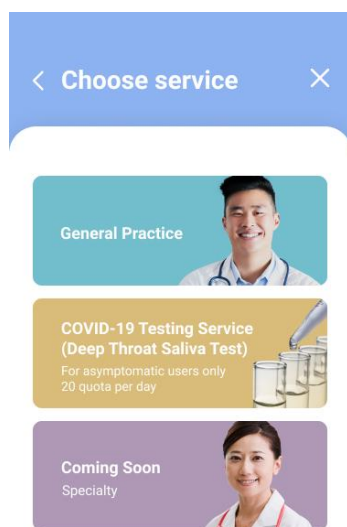 Choose service
General Practice
COVID-19 Testing Service
(Deep Throat Saliva Test)
For asymptomatic users only
20 quota per day
Coming Soon
Specialty